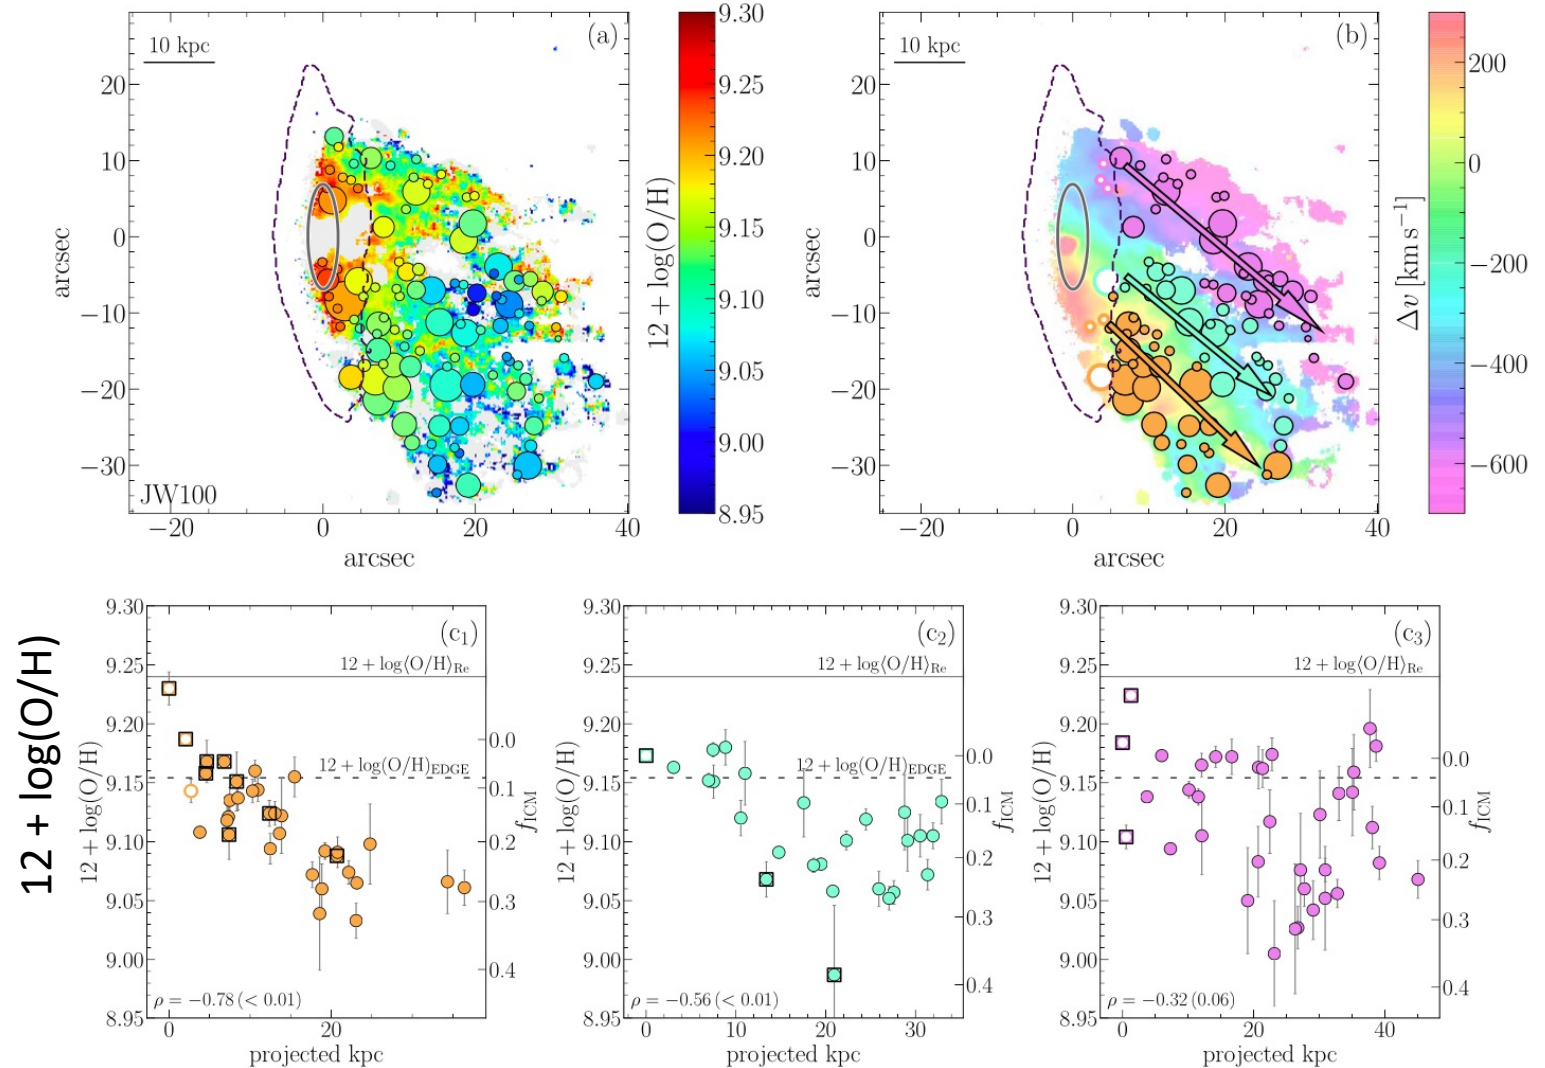 10 kpc
(a)
JW100
20
10
0
−10
−20
−30
arcsec
−20
0
20
40
arcsec
9.30
9.25
9.20
9.15
9.10
9.05
9.00
8.95
12 + log(O/H)
10 kpc
(b)
20
10
0
−10
−20
−30
arcsec
−20
0
20
40
arcsec
200
0
−200
−400
−600
Δv [km s⁻¹]
12 + log(O/H)
(c₁)
12 + log⟨O/H⟩Re
12 + log(O/H)EDGE
ρ = −0.78 (< 0.01)
9.30
9.25
9.20
9.15
9.10
9.05
9.00
8.95
12 + log(O/H)
0
20
projected kpc
0.0
0.1
0.2
0.3
0.4
fICM
(c₂)
12 + log⟨O/H⟩Re
12 + log(O/H)EDGE
ρ = −0.56 (< 0.01)
9.30
9.25
9.20
9.15
9.10
9.05
9.00
8.95
12 + log(O/H)
0
10
20
30
projected kpc
0.0
0.1
0.2
0.3
0.4
fICM
(c₃)
12 + log⟨O/H⟩Re
ρ = −0.32 (0.06)
9.30
9.25
9.20
9.15
9.10
9.05
9.00
8.95
12 + log(O/H)
0
20
40
projected kpc
0.0
0.1
0.2
0.3
0.4
fICM